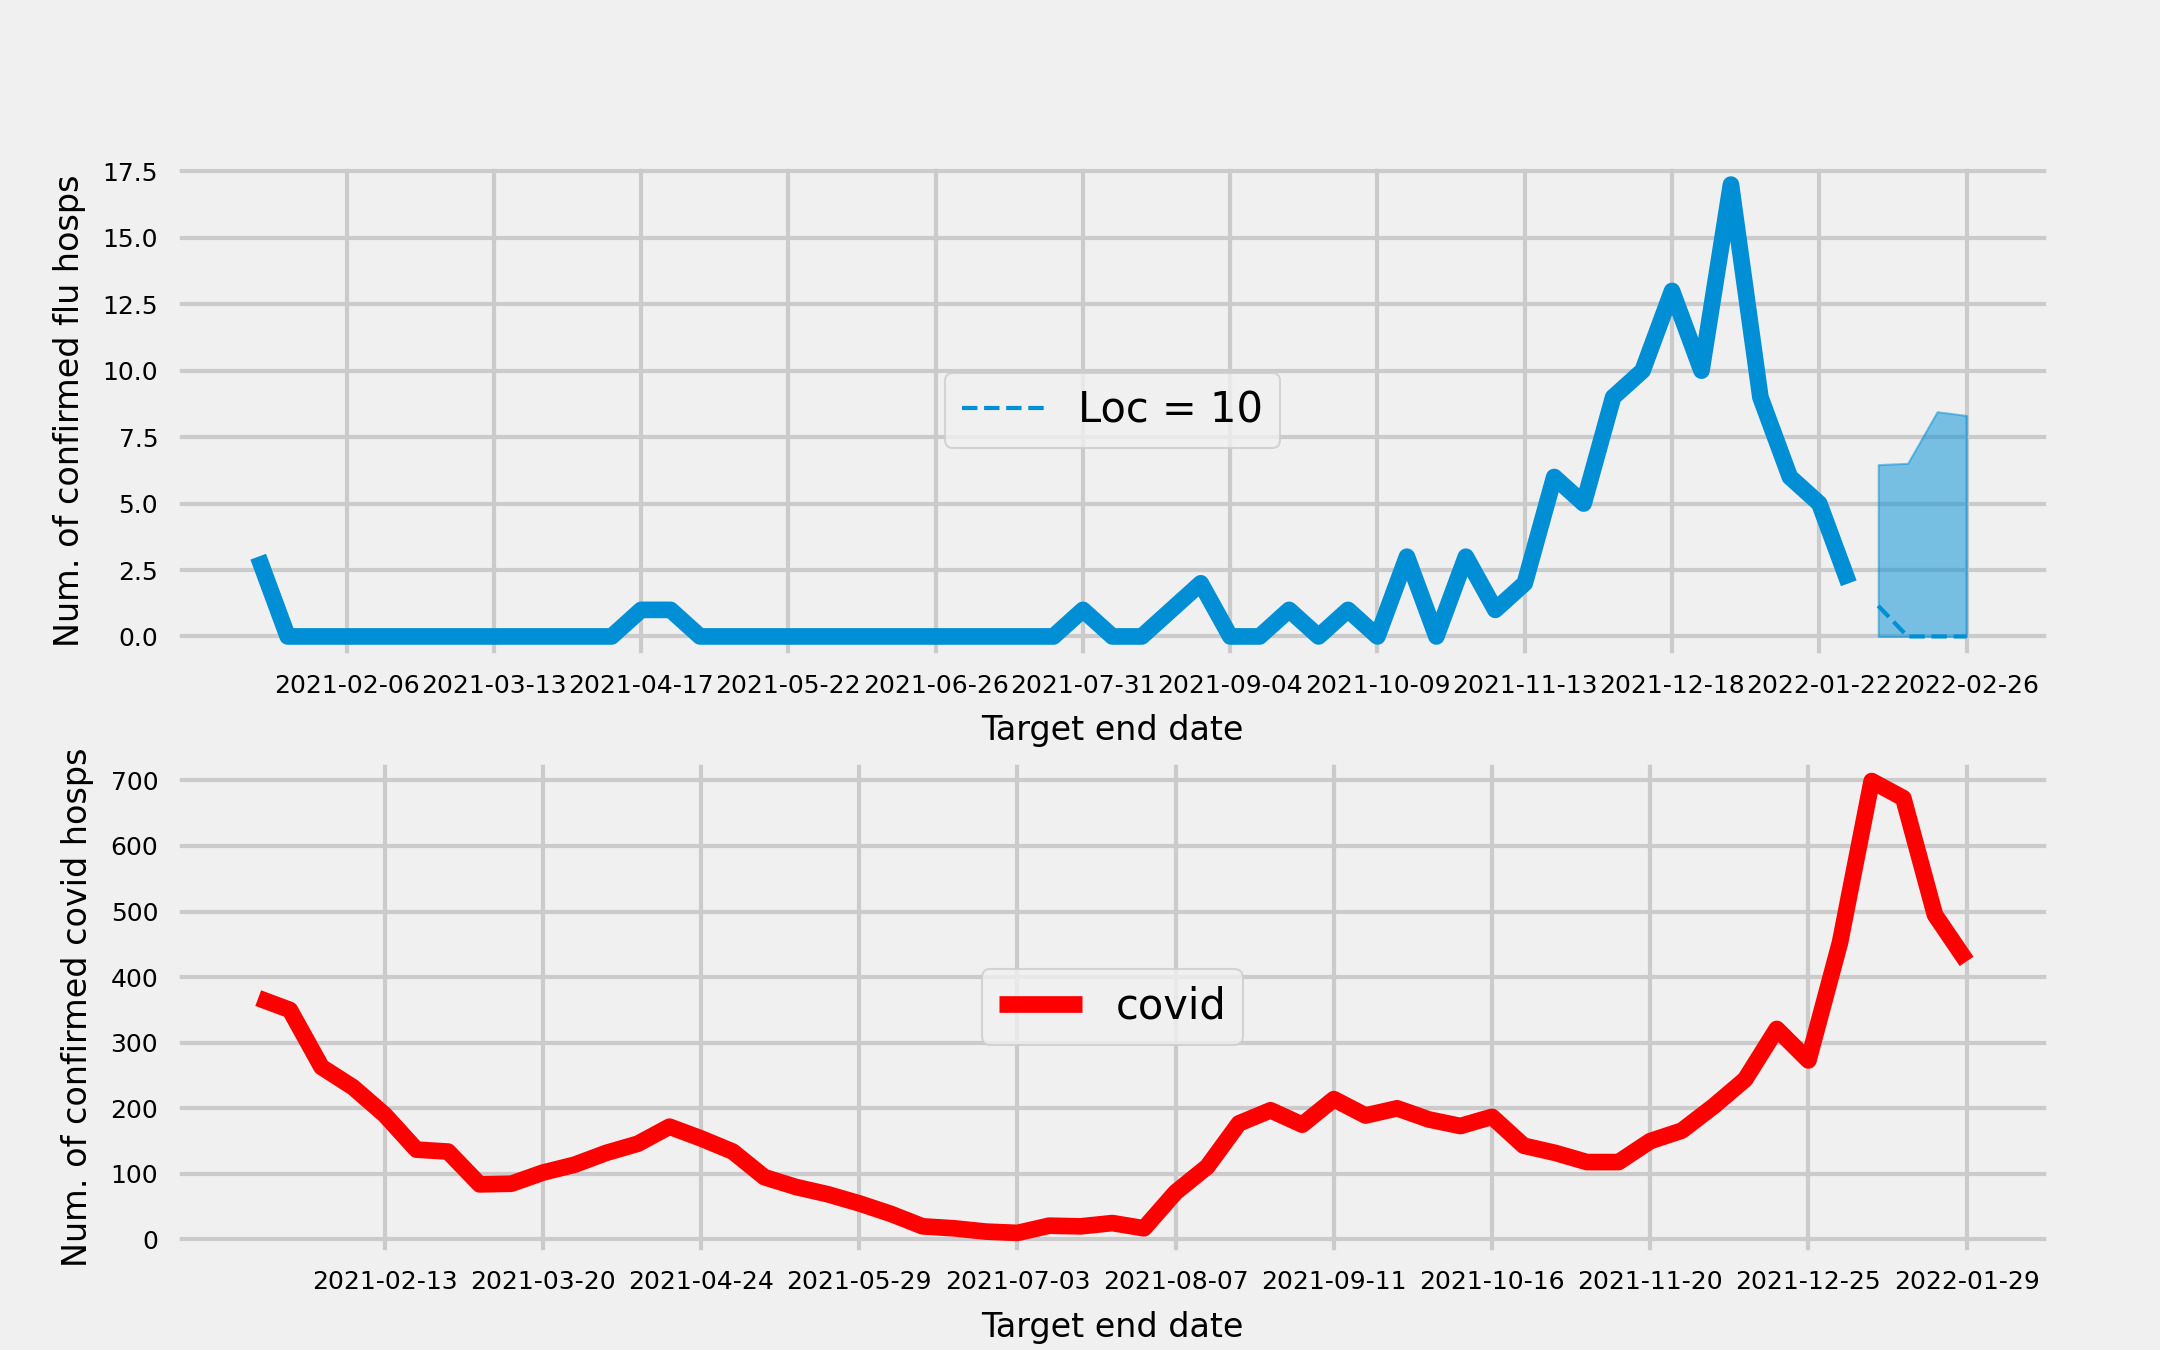 Num. of confirmed flu hosps
17.5
15.0
12.5
10.0
7.5
5.0
2.5
0.0
Loc = 10
2021-02-06 2021-03-13 2021-04-17 2021-05-22 2021-06-26 2021-07-31 2021-09-04 2021-10-09 2021-11-13 2021-12-18 2022-01-22 2022-02-26
Target end date
Num. of confirmed covid hosps
700
600
500
400
300
200
100
0
covid
2021-02-13 2021-03-20 2021-04-24 2021-05-29 2021-07-03 2021-08-07 2021-09-11 2021-10-16 2021-11-20 2021-12-25 2022-01-29
Target end date